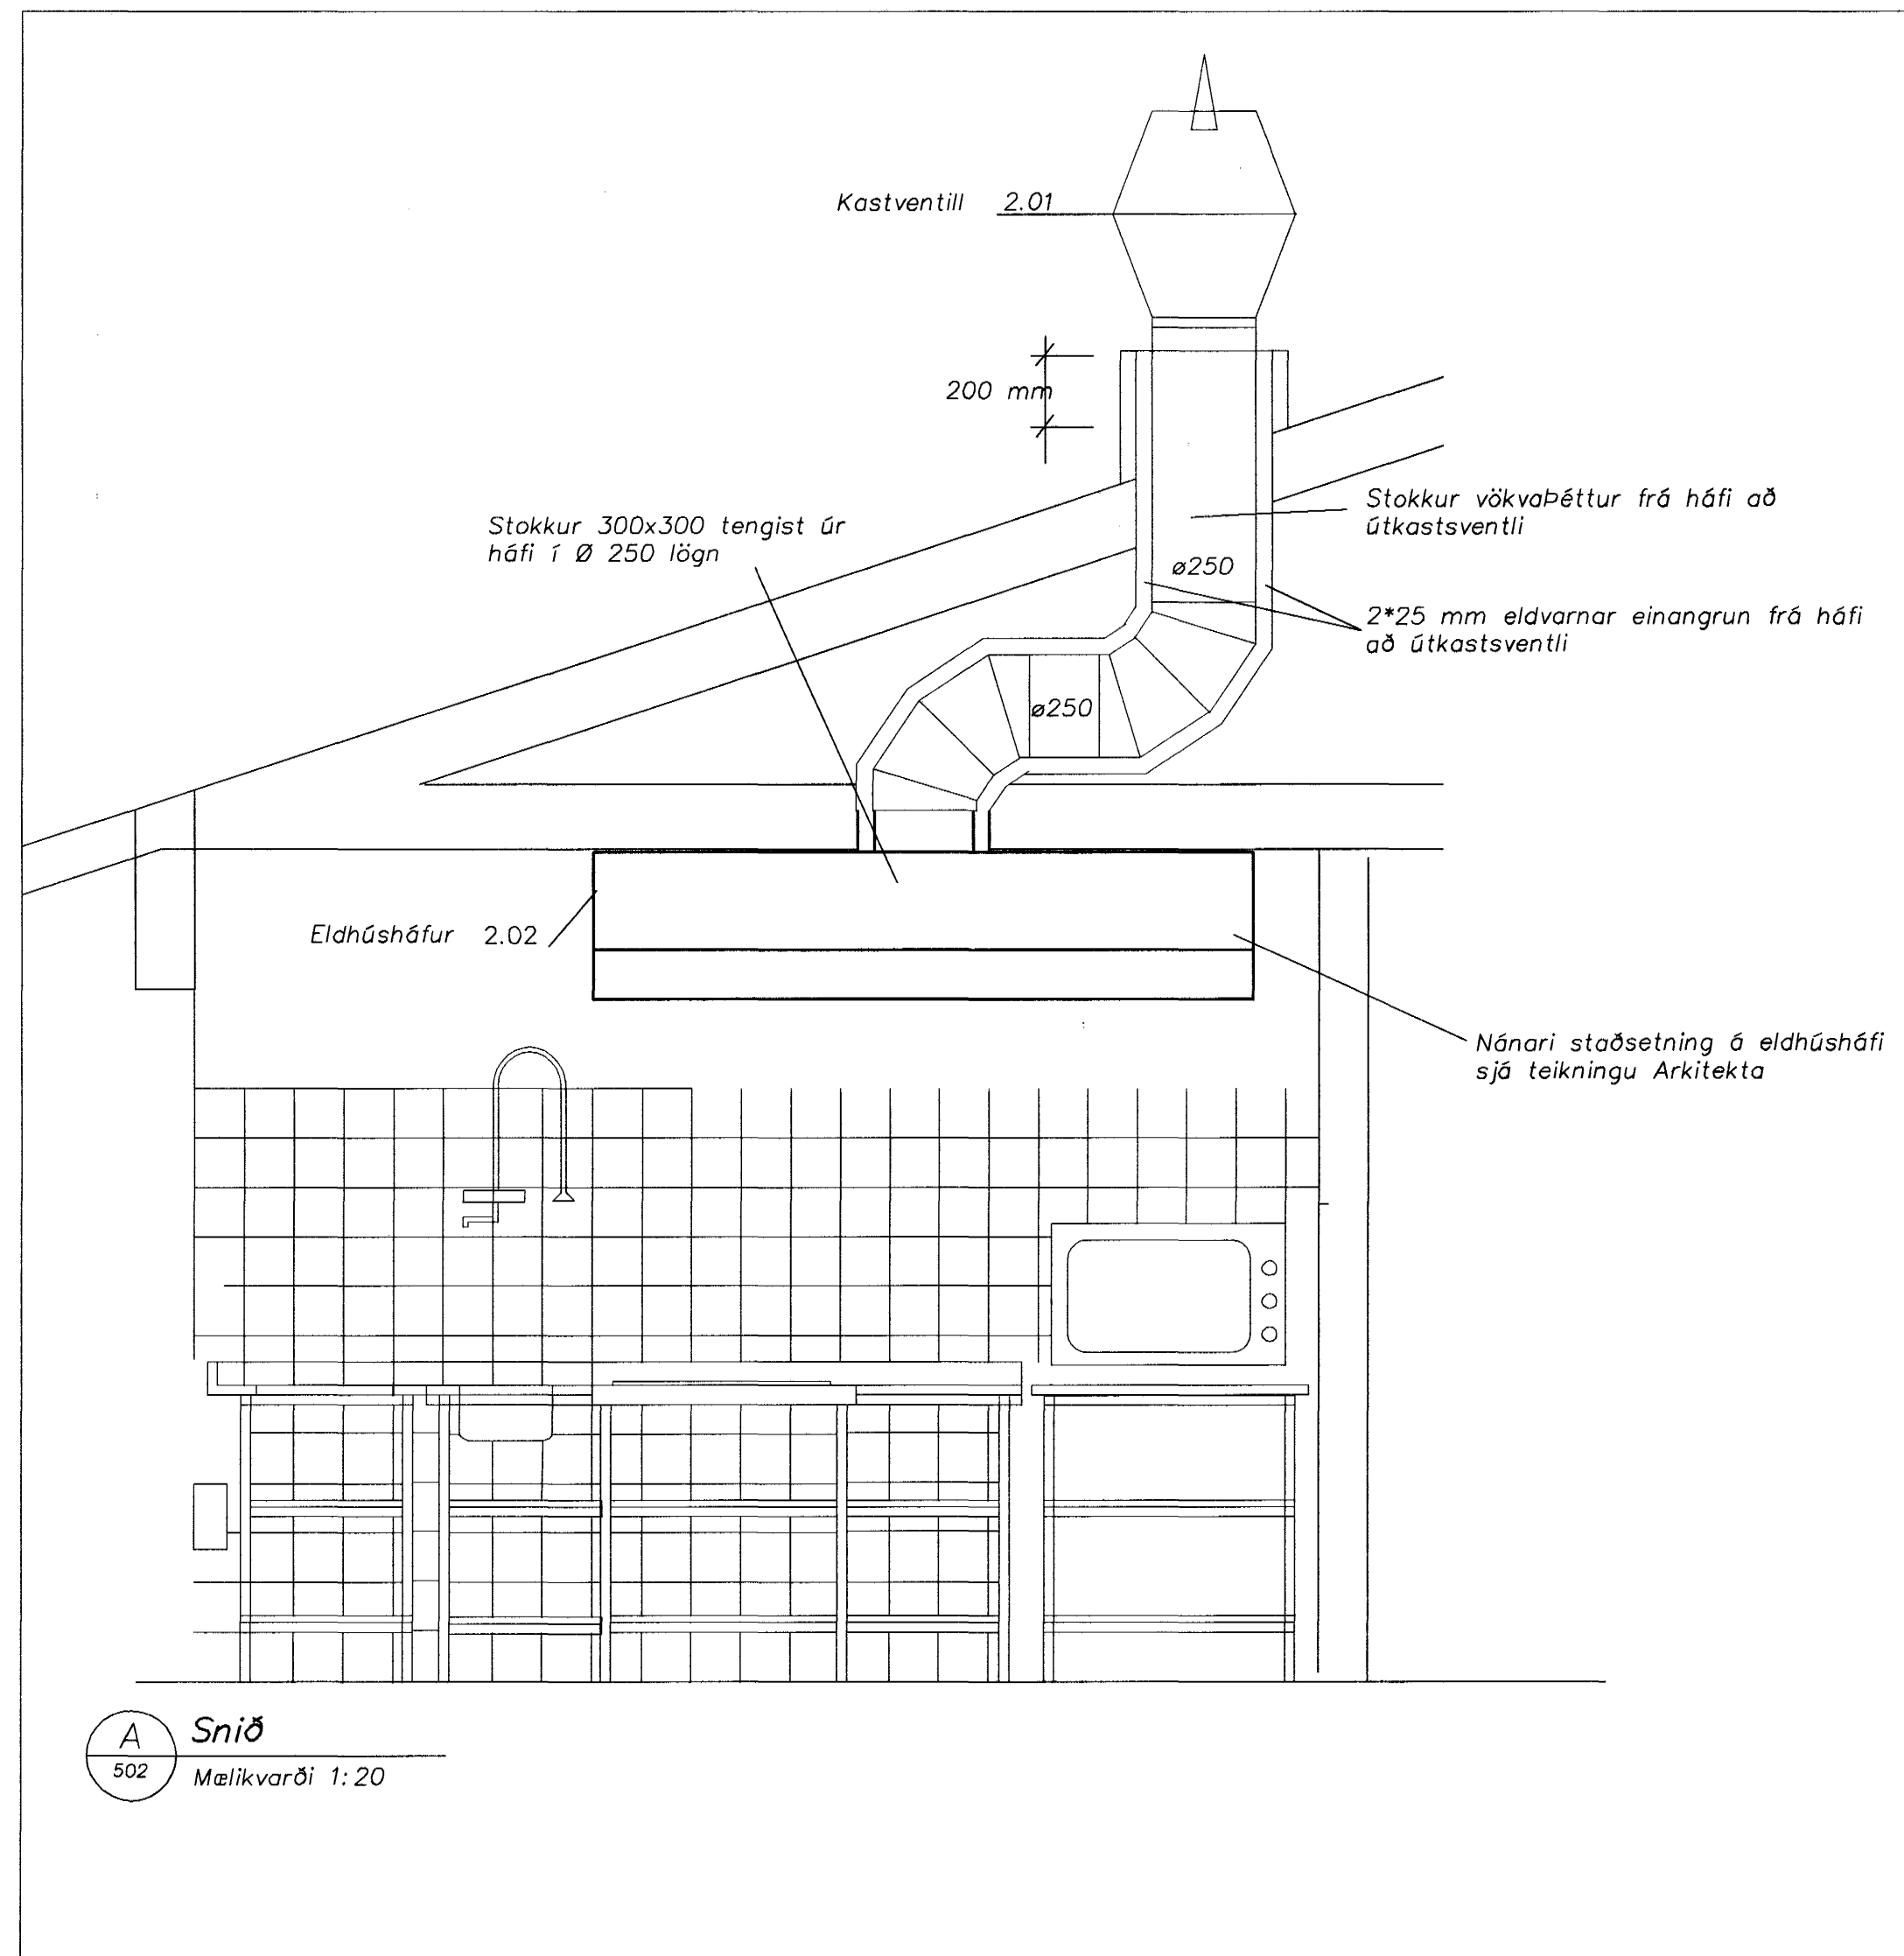 Kastventill 2.01
200 mm
Stokkur 300x300 tengist úr
háfi í Ø 250 lögn
Stokkur vökvaÞéttur frá háfi að
útkastsventli
ø250
2*25 mm eldvarnar einangrun frá háfi
að útkastsventli
ø250
Eldhúsháfur 2.02
Nánari staðsetning á eldhúsháfi
sjá teikningu Arkitekta
A
502
Snið
Mælikvarði 1:20